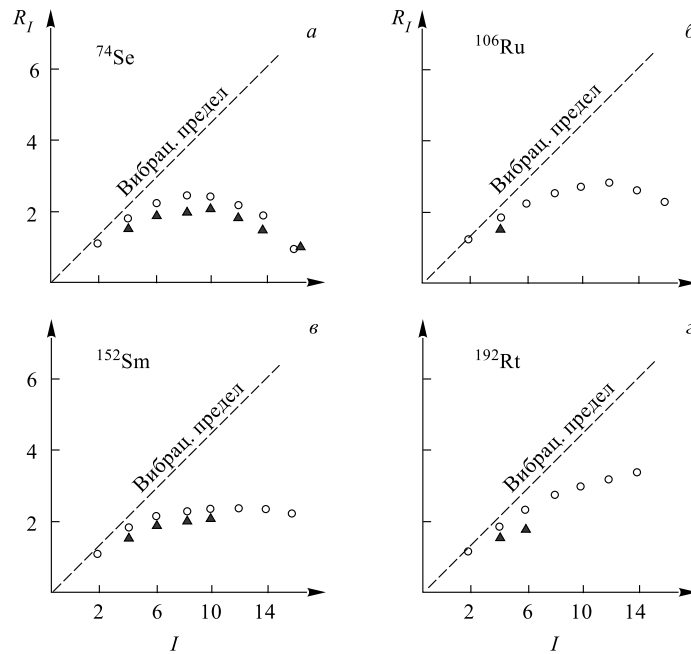 R_I
а
б
⁷⁴Se
¹⁰⁶Ru
6
4
2
Вибрац. предел
Вибрац. предел
в
г
¹⁵²Sm
¹⁹²Rt
6
4
2
Вибрац. предел
Вибрац. предел
2 6 10 14
2 6 10 14
I
I